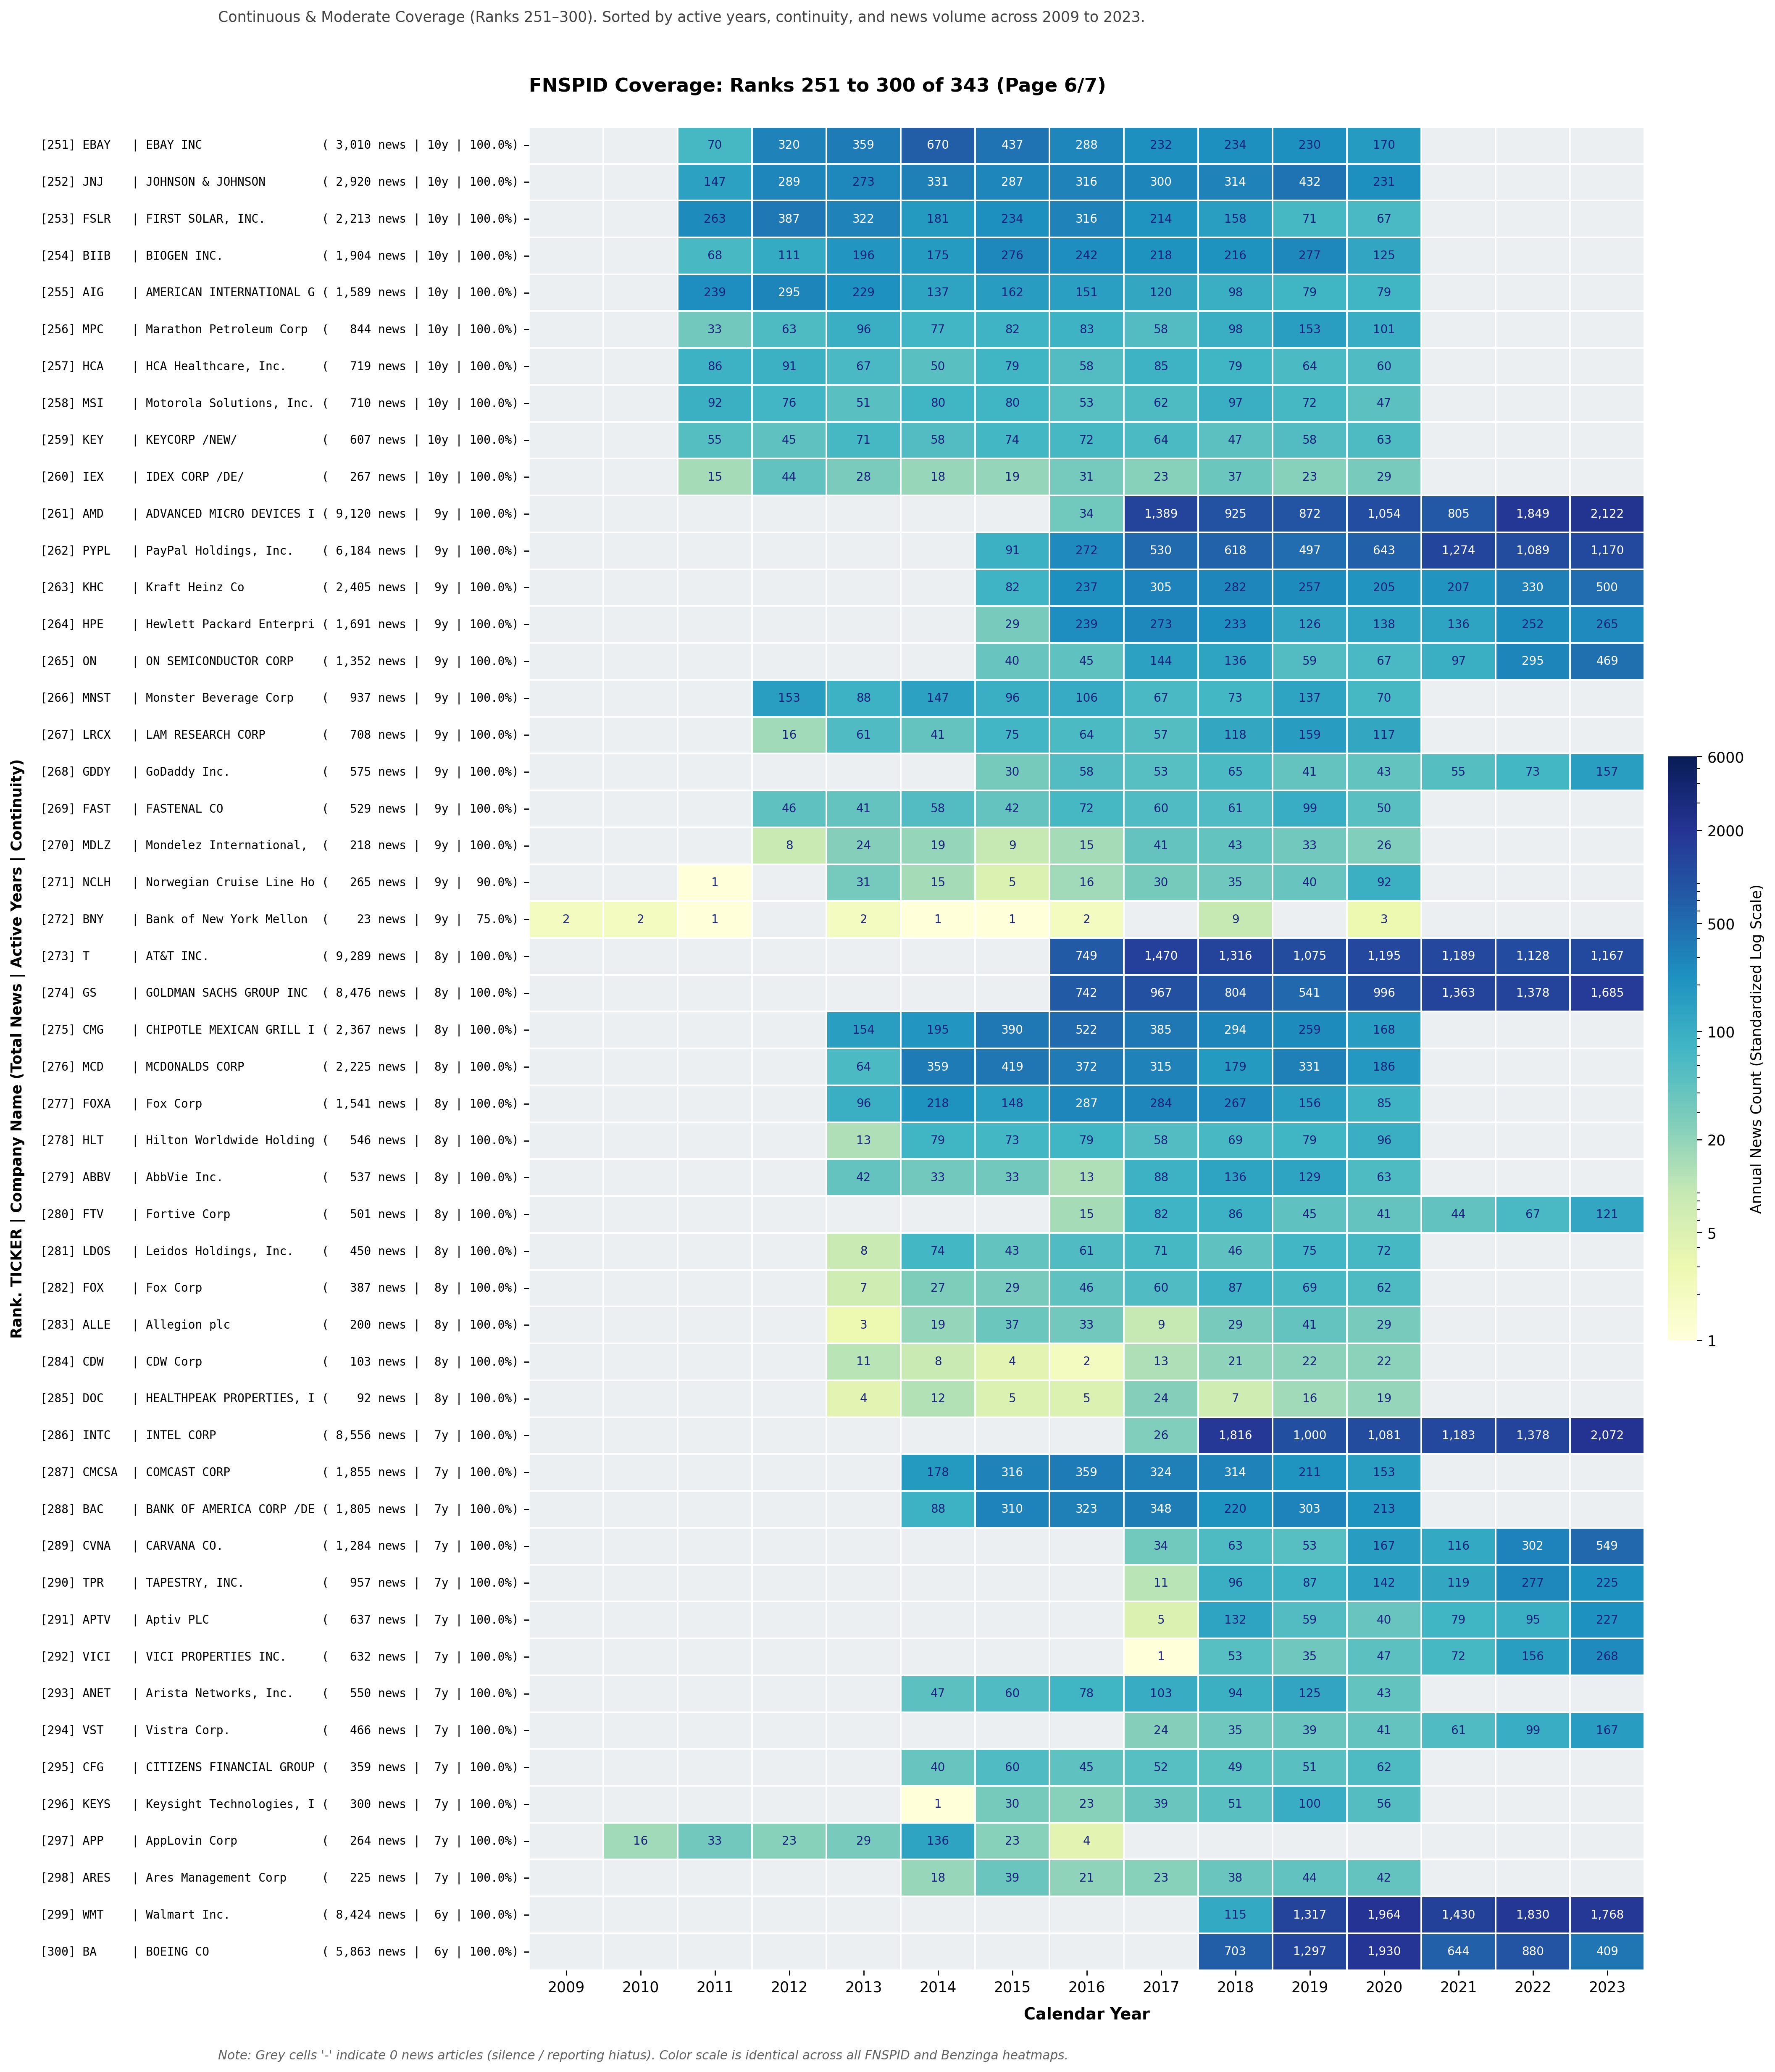 Continuous & Moderate Coverage (Ranks 251–300). Sorted by active years, continuity, and news volume across 2009 to 2023.
FNSPID Coverage: Ranks 251 to 300 of 343 (Page 6/7)
[251] EBAY | EBAY INC ( 3,010 news | 10y | 100.0%) 70 320 359 670 437 288 232 234 230 170
[252] JNJ | JOHNSON & JOHNSON ( 2,920 news | 10y | 100.0%) 147 289 273 331 287 316 300 314 432 231
[253] FSLR | FIRST SOLAR, INC. ( 2,213 news | 10y | 100.0%) 263 387 322 181 234 316 214 158 71 67
[254] BIIB | BIOGEN INC. ( 1,904 news | 10y | 100.0%) 68 111 196 175 276 242 218 216 277 125
[255] AIG | AMERICAN INTERNATIONAL G ( 1,589 news | 10y | 100.0%) 239 295 229 137 162 151 120 98 79 79
[256] MPC | Marathon Petroleum Corp ( 844 news | 10y | 100.0%) 33 63 96 77 82 83 58 98 153 101
[257] HCA | HCA Healthcare, Inc. ( 719 news | 10y | 100.0%) 86 91 67 50 79 58 85 79 64 60
[258] MSI | Motorola Solutions, Inc. ( 710 news | 10y | 100.0%) 92 76 51 80 80 53 62 97 72 47
[259] KEY | KEYCORP /NEW/ ( 607 news | 10y | 100.0%) 55 45 71 58 74 72 64 47 58 63
[260] IEX | IDEX CORP /DE/ ( 267 news | 10y | 100.0%) 15 44 28 18 19 31 23 37 23 29
[261] AMD | ADVANCED MICRO DEVICES I ( 9,120 news | 9y | 100.0%) 34 1,389 925 872 1,054 805 1,849 2,122
[262] PYPL | PayPal Holdings, Inc. ( 6,184 news | 9y | 100.0%) 91 272 530 618 497 643 1,274 1,089 1,170
[263] KHC | Kraft Heinz Co ( 2,405 news | 9y | 100.0%) 82 237 305 282 257 205 207 330 500
[264] HPE | Hewlett Packard Enterpri ( 1,691 news | 9y | 100.0%) 29 239 273 233 126 138 136 252 265
[265] ON | ON SEMICONDUCTOR CORP ( 1,352 news | 9y | 100.0%) 40 45 144 136 59 67 97 295 469
[266] MNST | Monster Beverage Corp ( 937 news | 9y | 100.0%) 153 88 147 96 106 67 73 137 70
[267] LRCX | LAM RESEARCH CORP ( 708 news | 9y | 100.0%) 16 61 41 75 64 57 118 159 117
[268] GDDY | GoDaddy Inc. ( 575 news | 9y | 100.0%) 30 58 53 65 41 43 55 73 157
[269] FAST | FASTENAL CO ( 529 news | 9y | 100.0%) 46 41 58 42 72 60 61 99 50
[270] MDLZ | Mondelez International, ( 218 news | 9y | 100.0%) 8 24 19 9 15 41 43 33 26
[271] NCLH | Norwegian Cruise Line Ho ( 265 news | 9y | 90.0%) 1 31 15 5 16 30 35 40 92
[272] BNY | Bank of New York Mellon ( 23 news | 9y | 75.0%) 2 2 1 2 1 1 2 9 3
[273] T | AT&T INC. ( 9,289 news | 8y | 100.0%) 749 1,470 1,316 1,075 1,195 1,189 1,128 1,167
[274] GS | GOLDMAN SACHS GROUP INC ( 8,476 news | 8y | 100.0%) 742 967 804 541 996 1,363 1,378 1,685
[275] CMG | CHIPOTLE MEXICAN GRILL I ( 2,367 news | 8y | 100.0%) 154 195 390 522 385 294 259 168
[276] MCD | MCDONALDS CORP ( 2,225 news | 8y | 100.0%) 64 359 419 372 315 179 331 186
[277] FOXA | Fox Corp ( 1,541 news | 8y | 100.0%) 96 218 148 287 284 267 156 85
[278] HLT | Hilton Worldwide Holding ( 546 news | 8y | 100.0%) 13 79 73 79 58 69 79 96
[279] ABBV | AbbVie Inc. ( 537 news | 8y | 100.0%) 42 33 33 13 88 136 129 63
[280] FTV | Fortive Corp ( 501 news | 8y | 100.0%) 15 82 86 45 41 44 67 121
[281] LDOS | Leidos Holdings, Inc. ( 450 news | 8y | 100.0%) 8 74 43 61 71 46 75 72
[282] FOX | Fox Corp ( 387 news | 8y | 100.0%) 7 27 29 46 60 87 69 62
[283] ALLE | Allegion plc ( 200 news | 8y | 100.0%) 3 19 37 33 9 29 41 29
[284] CDW | CDW Corp ( 103 news | 8y | 100.0%) 11 8 4 2 13 21 22 22
[285] DOC | HEALTHPEAK PROPERTIES, I ( 92 news | 8y | 100.0%) 4 12 5 5 24 7 16 19
[286] INTC | INTEL CORP ( 8,556 news | 7y | 100.0%) 26 1,816 1,000 1,081 1,183 1,378 2,072
[287] CMCSA | COMCAST CORP ( 1,855 news | 7y | 100.0%) 178 316 359 324 314 211 153
[288] BAC | BANK OF AMERICA CORP /DE ( 1,805 news | 7y | 100.0%) 88 310 323 348 220 303 213
[289] CVNA | CARVANA CO. ( 1,284 news | 7y | 100.0%) 34 63 53 167 116 302 549
[290] TPR | TAPESTRY, INC. ( 957 news | 7y | 100.0%) 11 96 87 142 119 277 225
[291] APTV | Aptiv PLC ( 637 news | 7y | 100.0%) 5 132 59 40 79 95 227
[292] VICI | VICI PROPERTIES INC. ( 632 news | 7y | 100.0%) 1 53 35 47 72 156 268
[293] ANET | Arista Networks, Inc. ( 550 news | 7y | 100.0%) 47 60 78 103 94 125 43
[294] VST | Vistra Corp. ( 466 news | 7y | 100.0%) 24 35 39 41 61 99 167
[295] CFG | CITIZENS FINANCIAL GROUP ( 359 news | 7y | 100.0%) 40 60 45 52 49 51 62
[296] KEYS | Keysight Technologies, I ( 300 news | 7y | 100.0%) 1 30 23 39 51 100 56
[297] APP | AppLovin Corp ( 264 news | 7y | 100.0%) 16 33 23 29 136 23 4
[298] ARES | Ares Management Corp ( 225 news | 7y | 100.0%) 18 39 21 23 38 44 42
[299] WMT | Walmart Inc. ( 8,424 news | 6y | 100.0%) 115 1,317 1,964 1,430 1,830 1,768
[300] BA | BOEING CO ( 5,863 news | 6y | 100.0%) 703 1,297 1,930 644 880 409
2009 2010 2011 2012 2013 2014 2015 2016 2017 2018 2019 2020 2021 2022 2023
Calendar Year
Rank. TICKER | Company Name (Total News | Active Years | Continuity)
6000
2000
500
100
20
5
1
Annual News Count (Standardized Log Scale)
Note: Grey cells '-' indicate 0 news articles (silence / reporting hiatus). Color scale is identical across all FNSPID and Benzinga heatmaps.